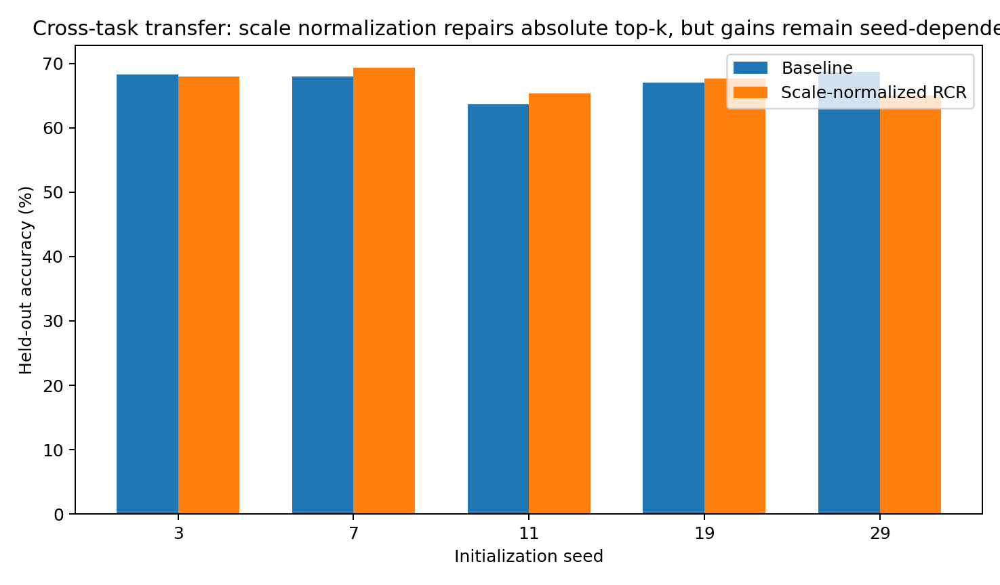 Cross-task transfer: scale normalization repairs absolute top-k, but gains remain seed-depende
Baseline
Scale-normalized RCR
Held-out accuracy (%)
70
60
50
40
30
20
10
0
3 7 11 19 29
Initialization seed